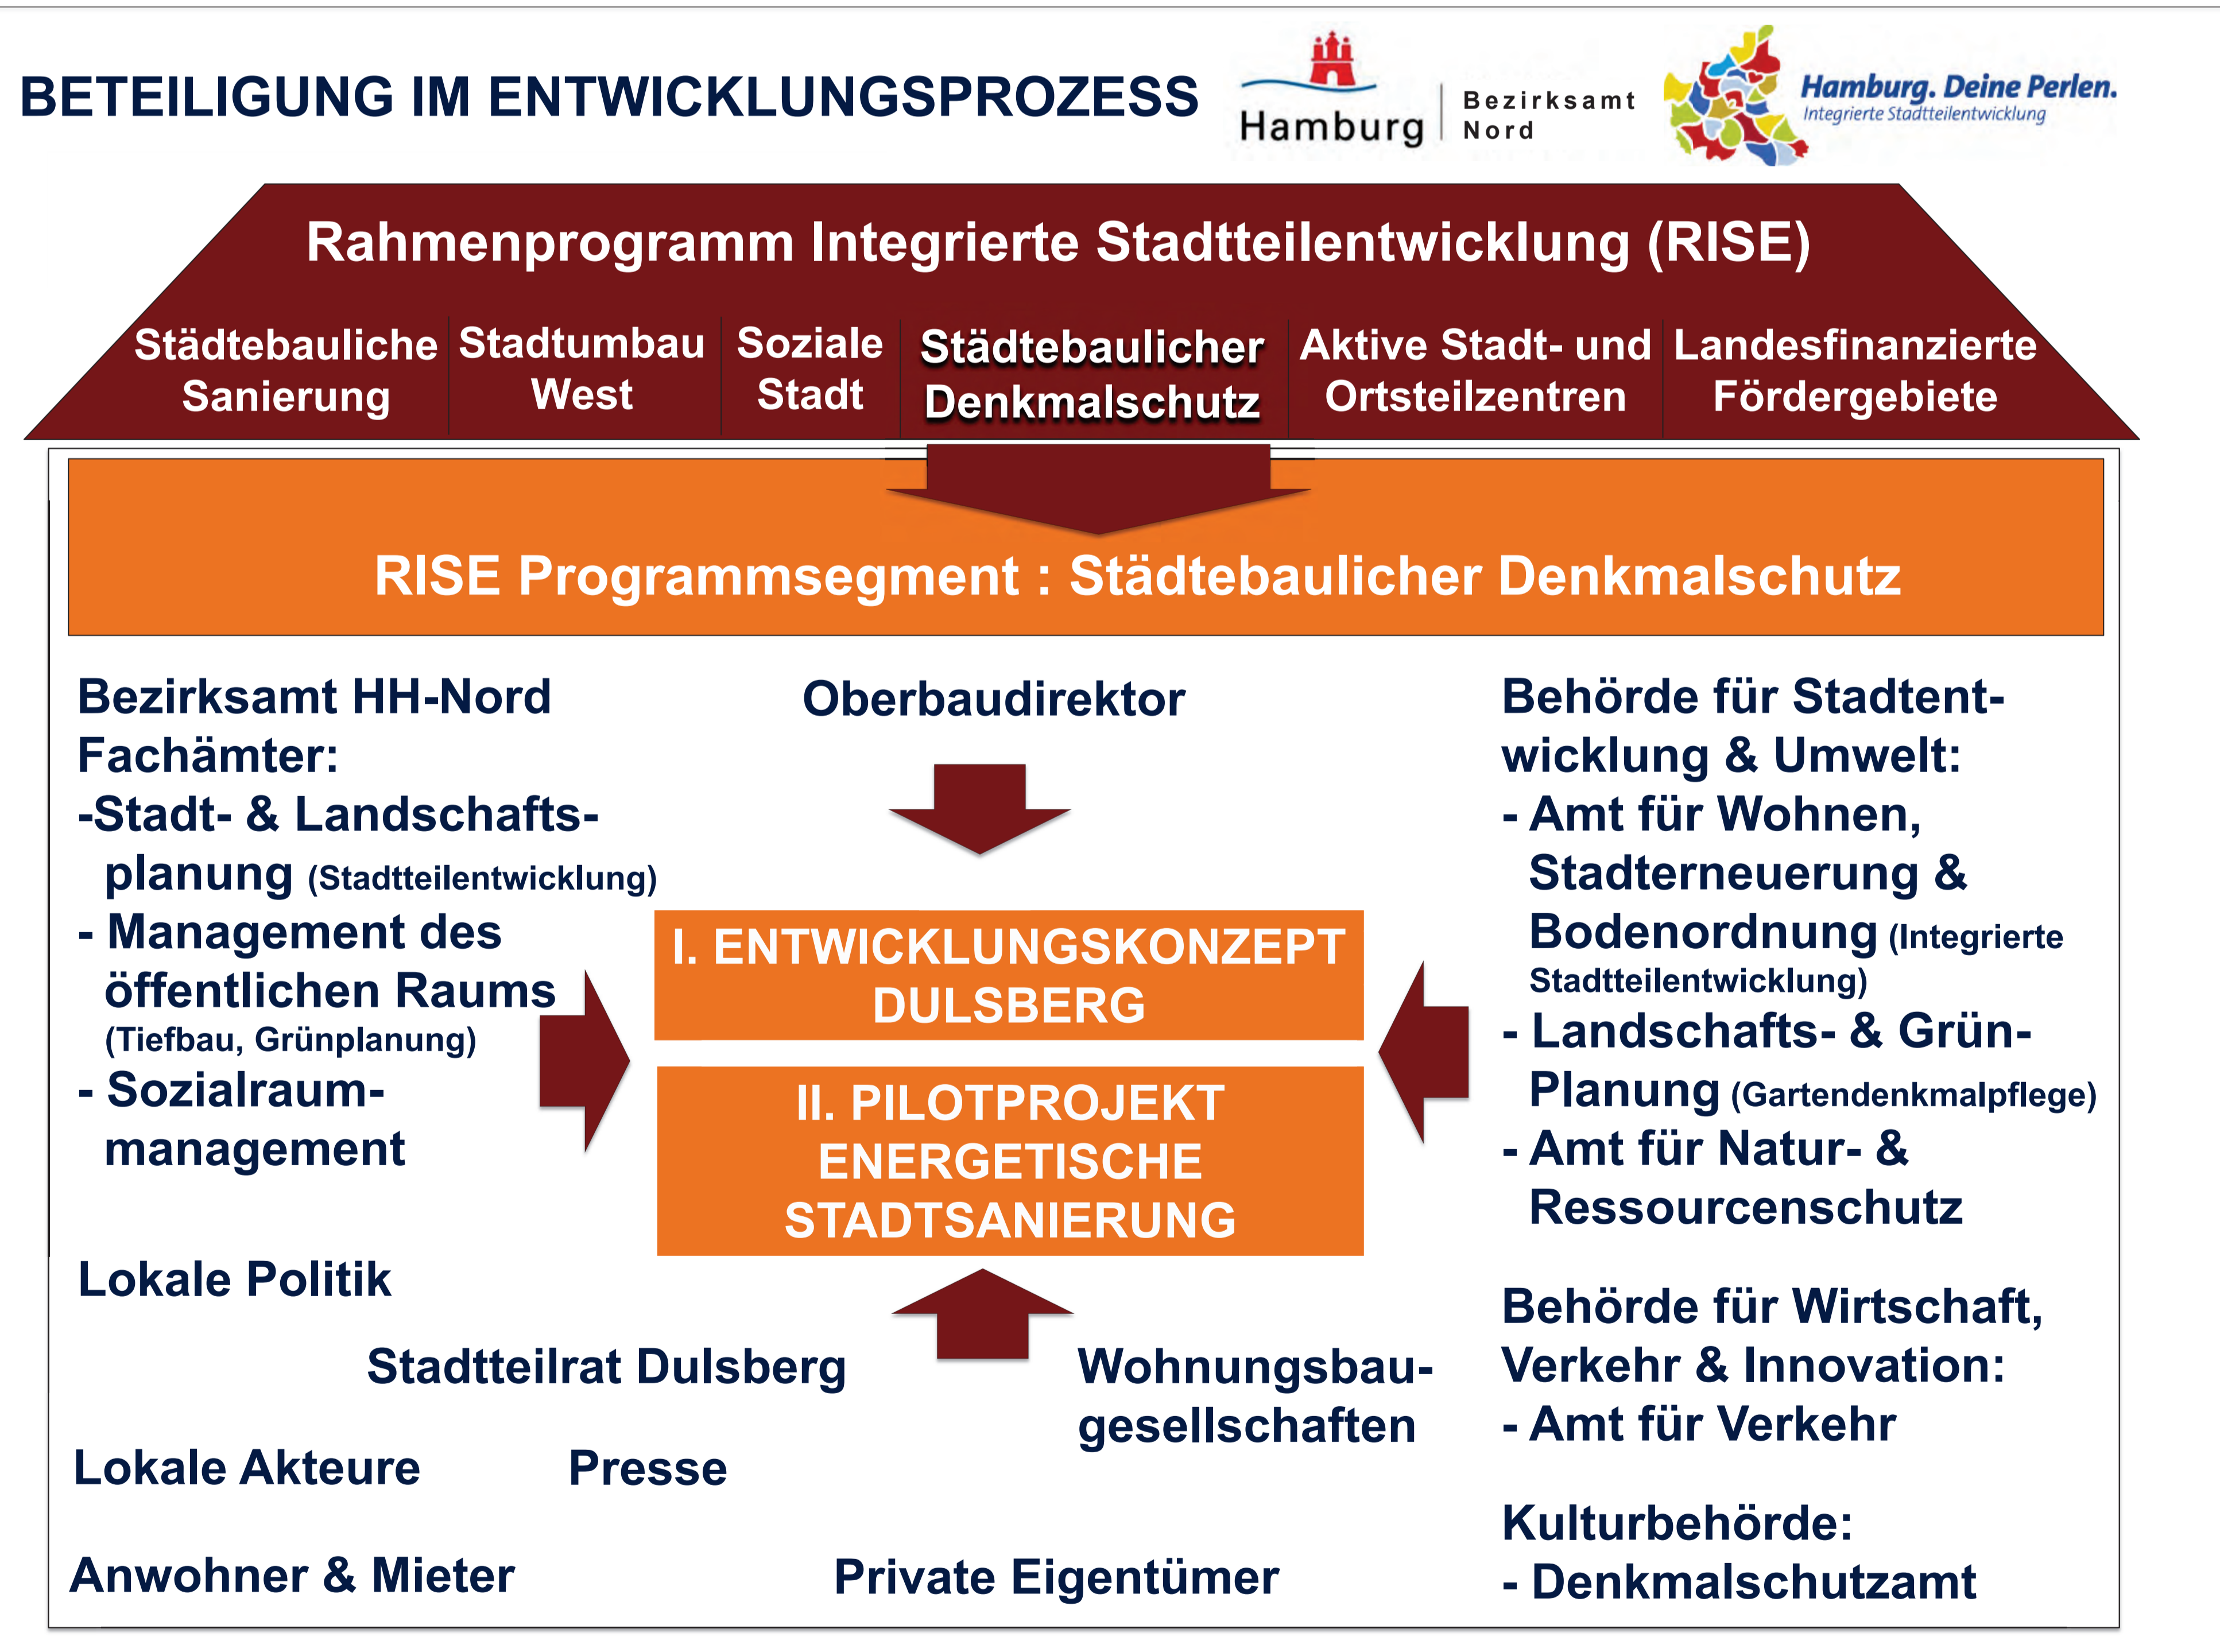 BETEILIGUNG IM ENTWICKLUNGSPROZESS
Hamburg
Bezirksamt
Nord
Hamburg. Deine Perlen.
Integrierte Stadtteilentwicklung
Rahmenprogramm Integrierte Stadtteilentwicklung (RISE)
Städtebauliche
Sanierung
Stadtumbau
West
Soziale
Stadt
Städtebaulicher
Denkmalschutz
Aktive Stadt- und
Ortsteilzentren
Landesfinanzierte
Fördergebiete
RISE Programmsegment : Städtebaulicher Denkmalschutz
Bezirksamt HH-Nord
Fachämter:
-Stadt- & Landschafts-
planung (Stadtteilentwicklung)
- Management des
öffentlichen Raums
(Tiefbau, Grünplanung)
- Sozialraum-
management
Oberbaudirektor
I. ENTWICKLUNGSKONZEPT
DULSBERG
II. PILOTPROJEKT
ENERGETISCHE
STADTSANIERUNG
Behörde für Stadtent-
wicklung & Umwelt:
- Amt für Wohnen,
Stadterneuerung &
Bodenordnung (Integrierte
Stadtteilentwicklung)
- Landschafts- & Grün-
Planung (Gartendenkmalpflege)
- Amt für Natur- &
Ressourcenschutz
Lokale Politik
Stadtteilrat Dulsberg
Wohnungsbau-
gesellschaften
Lokale Akteure
Presse
Anwohner & Mieter
Private Eigentümer
Behörde für Wirtschaft,
Verkehr & Innovation:
- Amt für Verkehr
Kulturbehörde:
- Denkmalschutzamt